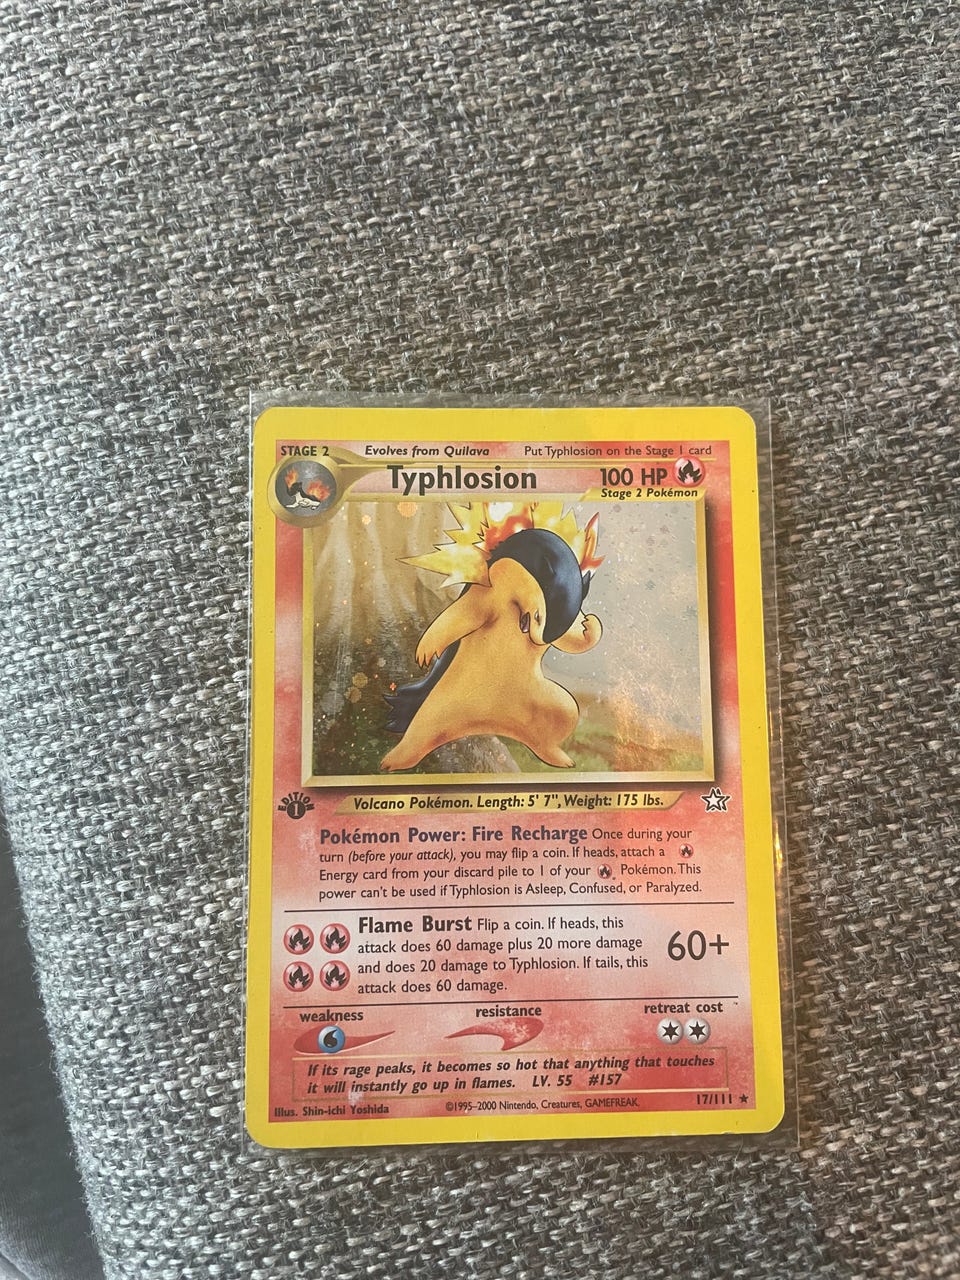 STAGE 2 Evolves from Quilava Put Typhlosion on the Stage 1 card
Typhlosion 100 HP
Stage 2 Pokémon
EDITION
1
Volcano Pokémon. Length: 5' 7", Weight: 175 lbs.
Pokémon Power: Fire Recharge Once during your
turn (before your attack), you may flip a coin. If heads, attach a
Energy card from your discard pile to 1 of your Pokémon. This
power can't be used if Typhlosion is Asleep, Confused, or Paralyzed.
Flame Burst Flip a coin. If heads, this
attack does 60 damage plus 20 more damage
and does 20 damage to Typhlosion. If tails, this
attack does 60 damage.
60+
weakness resistance retreat cost
If its rage peaks, it becomes so hot that anything that touches
it will instantly go up in flames. LV. 55 #157
Illus. Shin-ichi Yoshida ©1995–2000 Nintendo, Creatures, GAMEFREAK. 17/111 ★